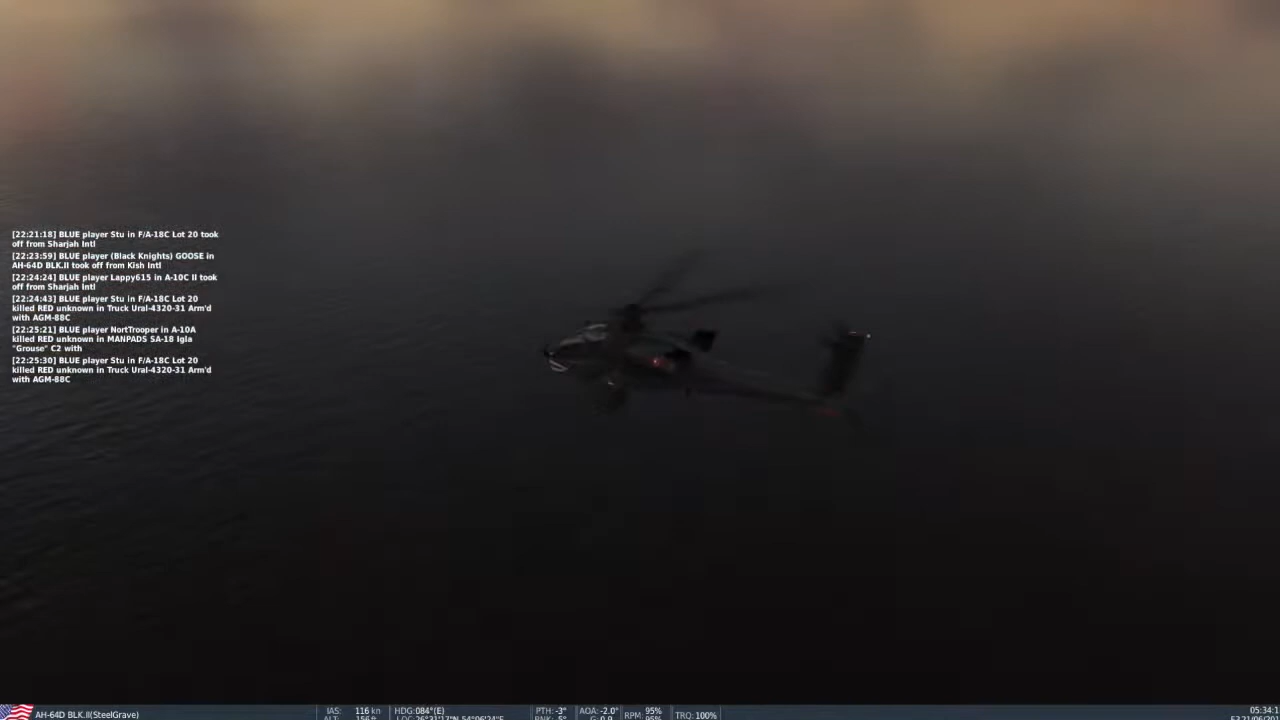 [22:21:18] BLUE player Stu in F/A-18C Lot 20 took
off from Sharjah Intl
[22:23:59] BLUE player (Black Knights) GOOSE in
AH-64D BLK.II took off from Kish Intl
[22:24:24] BLUE player Lappy615 in A-10C II took
off from Sharjah Intl
[22:24:43] BLUE player Stu in F/A-18C Lot 20
killed RED unknown in Truck Ural-4320-31 Arm'd
with AGM-88C
[22:25:21] BLUE player NortTrooper in A-10A
killed RED unknown in MANPADS SA-18 Igla
"Grouse" C2 with
[22:25:30] BLUE player Stu in F/A-18C Lot 20
killed RED unknown in Truck Ural-4320-31 Arm'd
with AGM-88C
AH-64D BLK.II(SteelGrave) IAS: 116 kn HDG:084°(E) PTH:-3° AOA:-2.0° RPM: 95% TRQ:100% 05:34:1